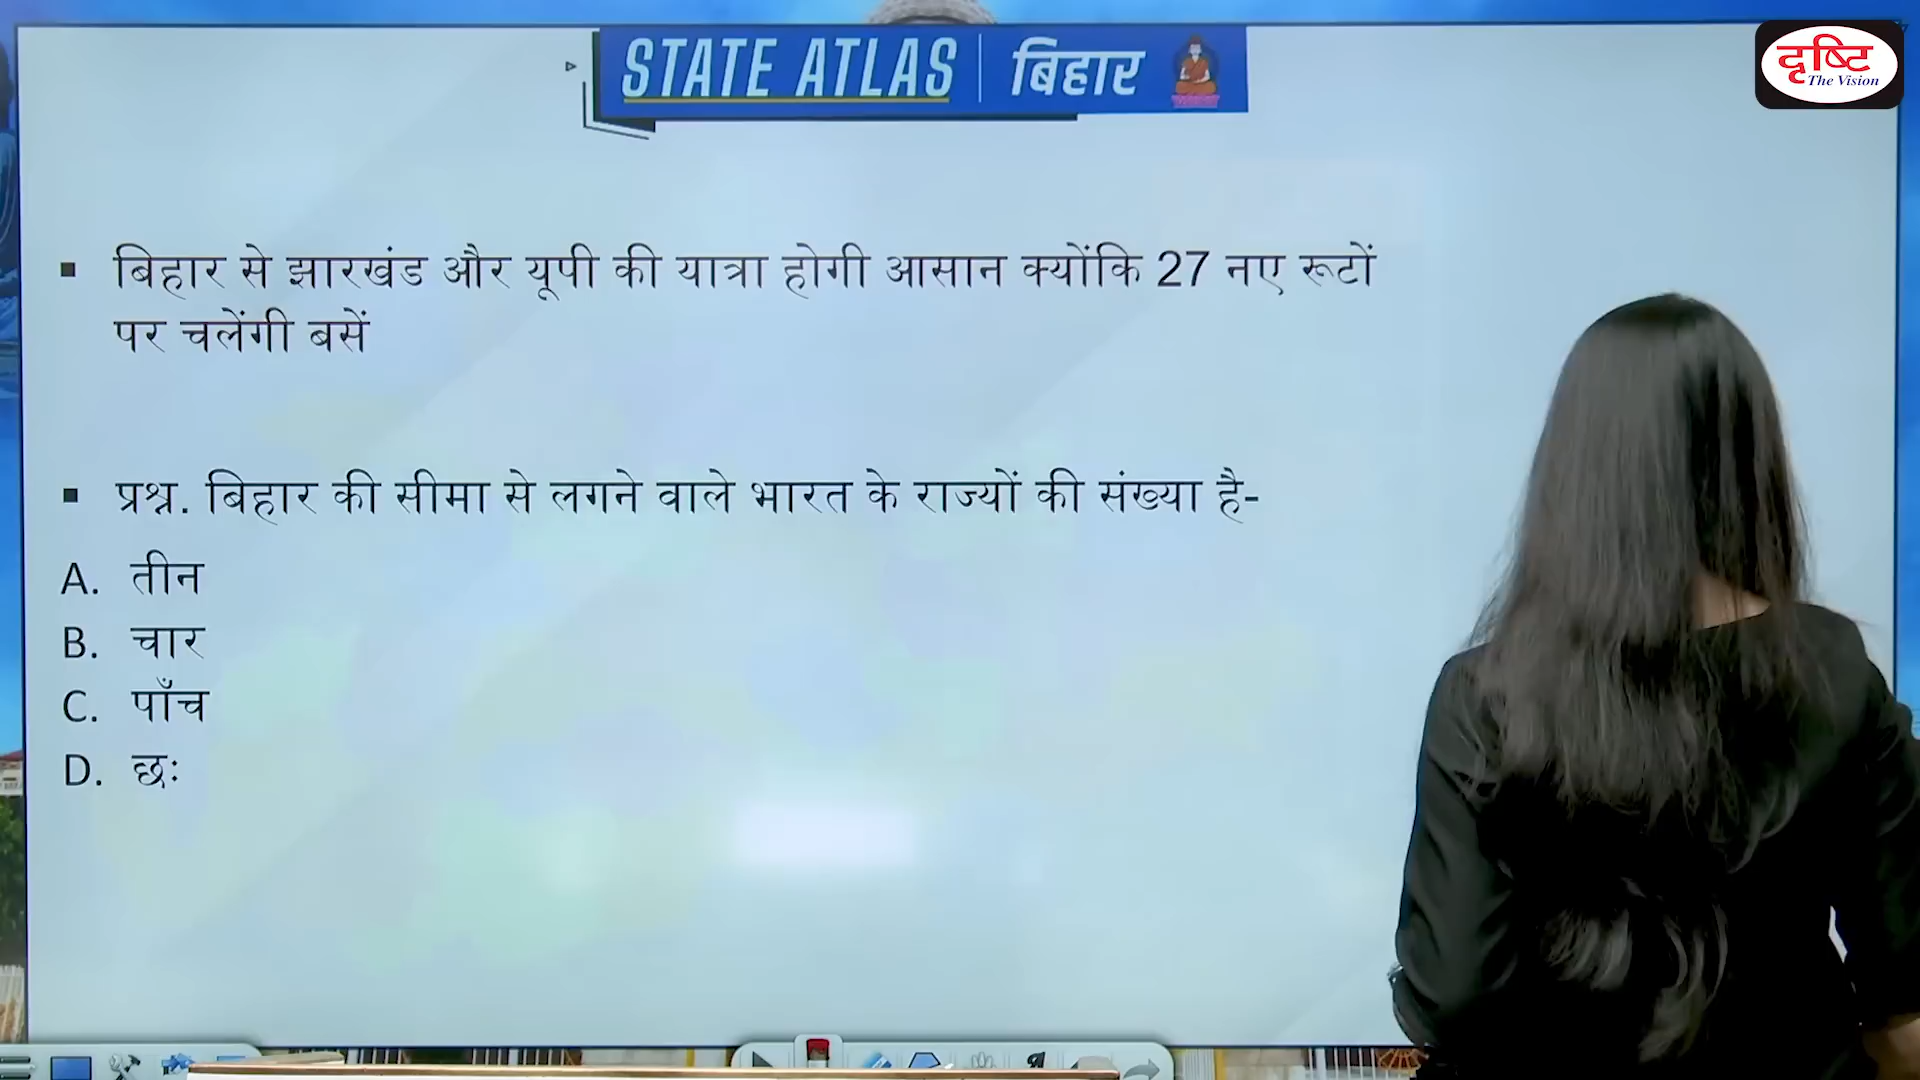 STATE ATLAS बिहार
दृष्टि
The Vision
▪ बिहार से झारखंड और यूपी की यात्रा होगी आसान क्योंकि 27 नए रूटों
पर चलेंगी बसें
▪ प्रश्न. बिहार की सीमा से लगने वाले भारत के राज्यों की संख्या है-
A. तीन
B. चार
C. पाँच
D. छः